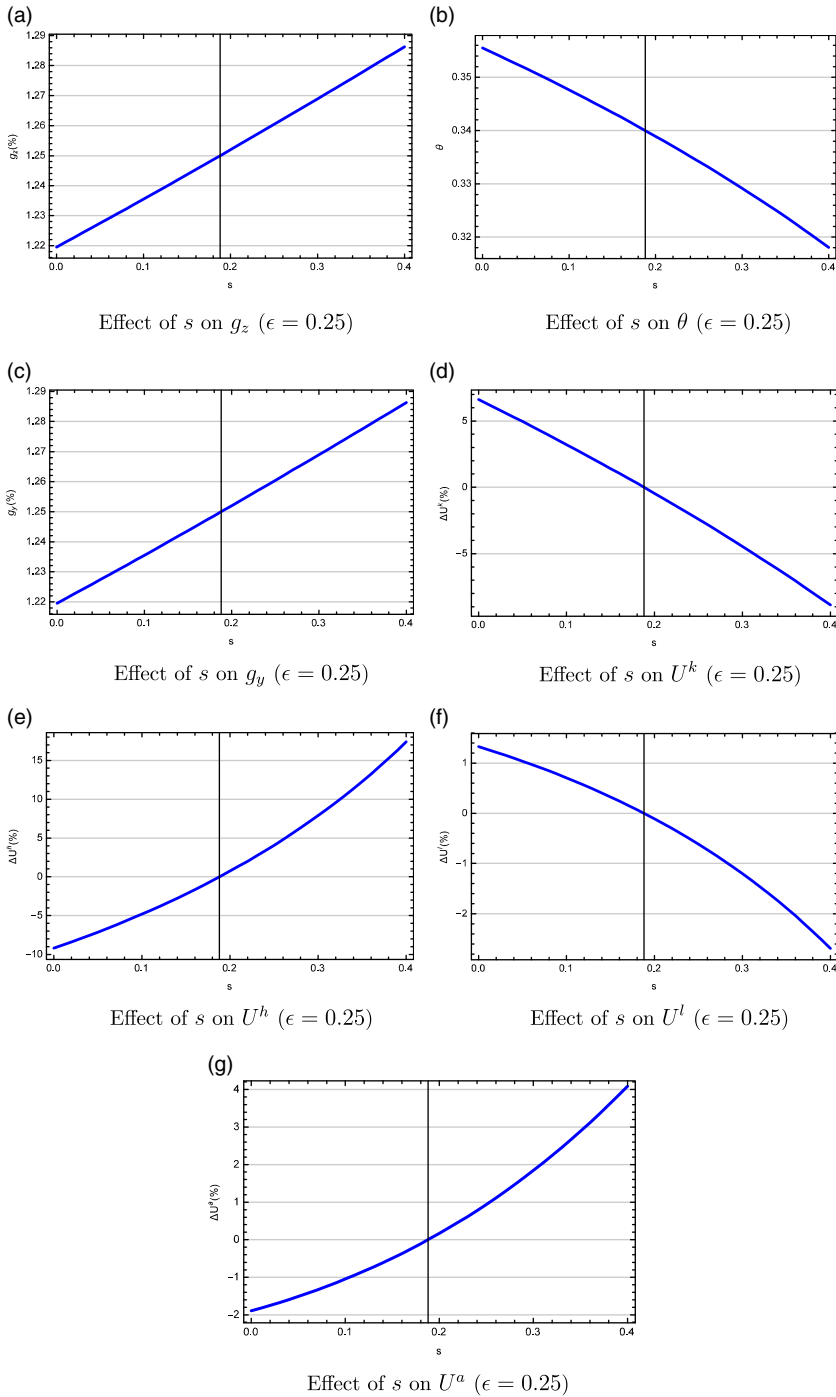 (a)
1.29
1.28
1.27
1.26
1.25
1.24
1.23
1.22
g_z(%)
0.0 0.1 0.2 0.3 0.4
s
Effect of s on g_z (ϵ = 0.25)
(b)
0.35
0.34
0.33
0.32
θ
0.0 0.1 0.2 0.3 0.4
s
Effect of s on θ (ϵ = 0.25)
(c)
1.29
1.28
1.27
1.26
1.25
1.24
1.23
1.22
g_y(%)
0.0 0.1 0.2 0.3 0.4
s
Effect of s on g_y (ϵ = 0.25)
(d)
5
0
-5
ΔU^k(%)
0.0 0.1 0.2 0.3 0.4
s
Effect of s on U^k (ϵ = 0.25)
(e)
15
10
5
0
-5
-10
ΔU^h(%)
0.0 0.1 0.2 0.3 0.4
s
Effect of s on U^h (ϵ = 0.25)
(f)
1
0
-1
-2
ΔU^l(%)
0.0 0.1 0.2 0.3 0.4
s
Effect of s on U^l (ϵ = 0.25)
(g)
4
3
2
1
0
-1
-2
ΔU^a(%)
0.0 0.1 0.2 0.3 0.4
s
Effect of s on U^a (ϵ = 0.25)